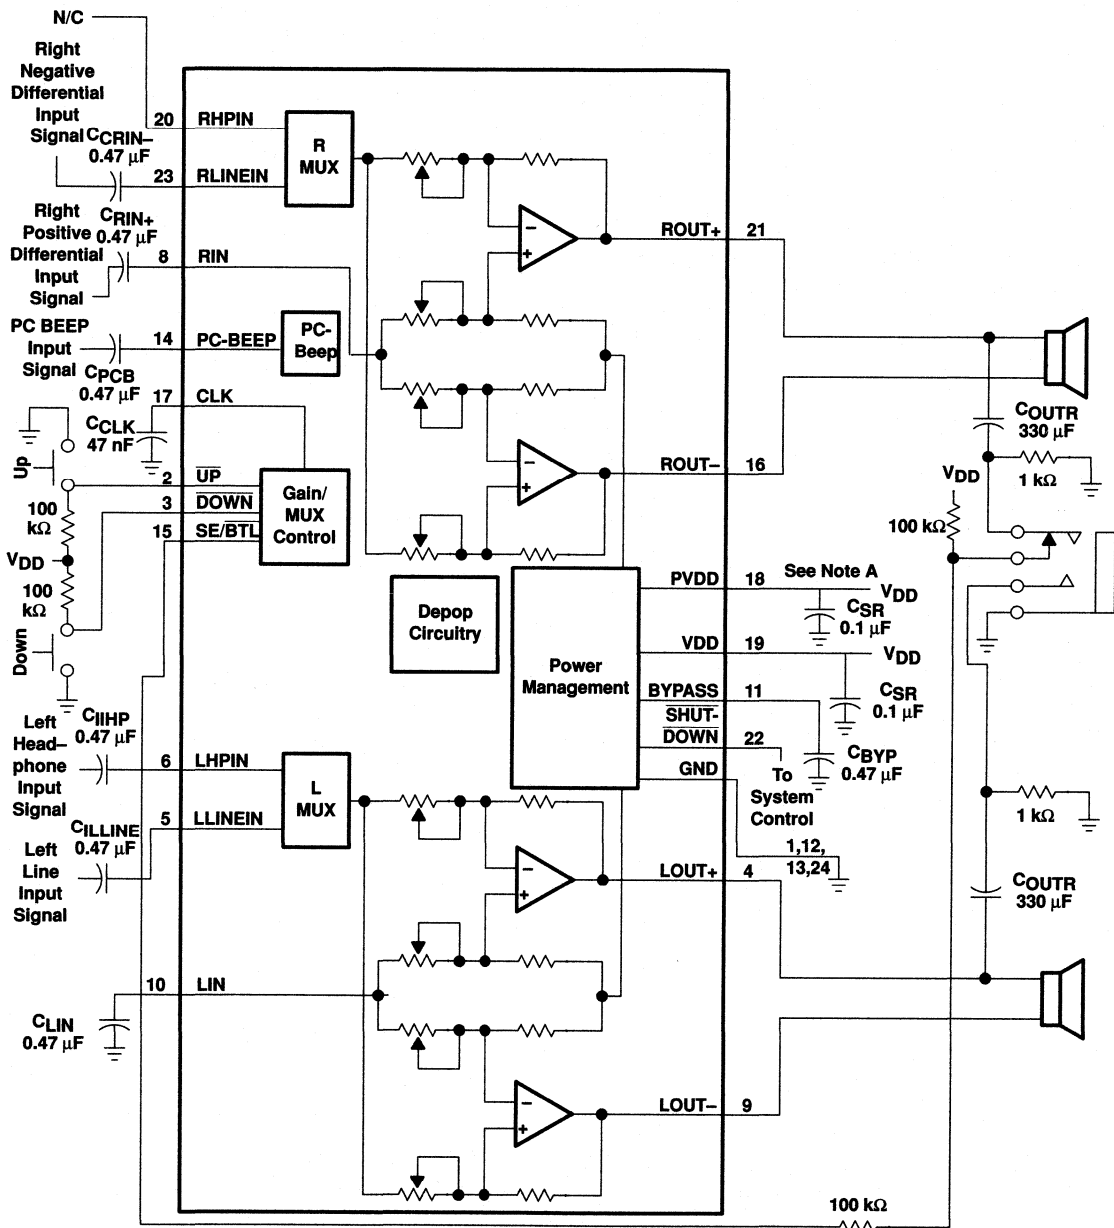 N/C
Right
Negative
Differential
Input
Signal
CCRIN–
0.47 µF
20 RHPIN
23 RLINEIN
R
MUX
Right
Positive
Differential
Input
Signal
CRIN+
0.47 µF
8 RIN
PC BEEP
Input
Signal
CPCB
0.47 µF
14 PC-BEEP
PC-
Beep
17 CLK
CCLK
47 nF
Up
2 UP
3 DOWN
15 SE/BTL
Gain/
MUX
Control
100
kΩ
VDD
100
kΩ
Down
Depop
Circuitry
Power
Management
– +
ROUT+ 21
– +
ROUT– 16
COUTR
330 µF
1 kΩ
VDD
100 kΩ
PVDD 18
See Note A
VDD
CSR
0.1 µF
VDD 19
VDD
CSR
0.1 µF
BYPASS 11
SHUT-
DOWN 22
CBYP
0.47 µF
To
System
Control
GND
1,12,
13,24
Left
Head–
phone
Input
Signal
CIIHP
0.47 µF
6 LHPIN
L
MUX
5 LLINEIN
CILLINE
0.47 µF
Left
Line
Input
Signal
– +
LOUT+ 4
1 kΩ
COUTR
330 µF
10 LIN
CLIN
0.47 µF
– +
LOUT– 9
100 kΩ